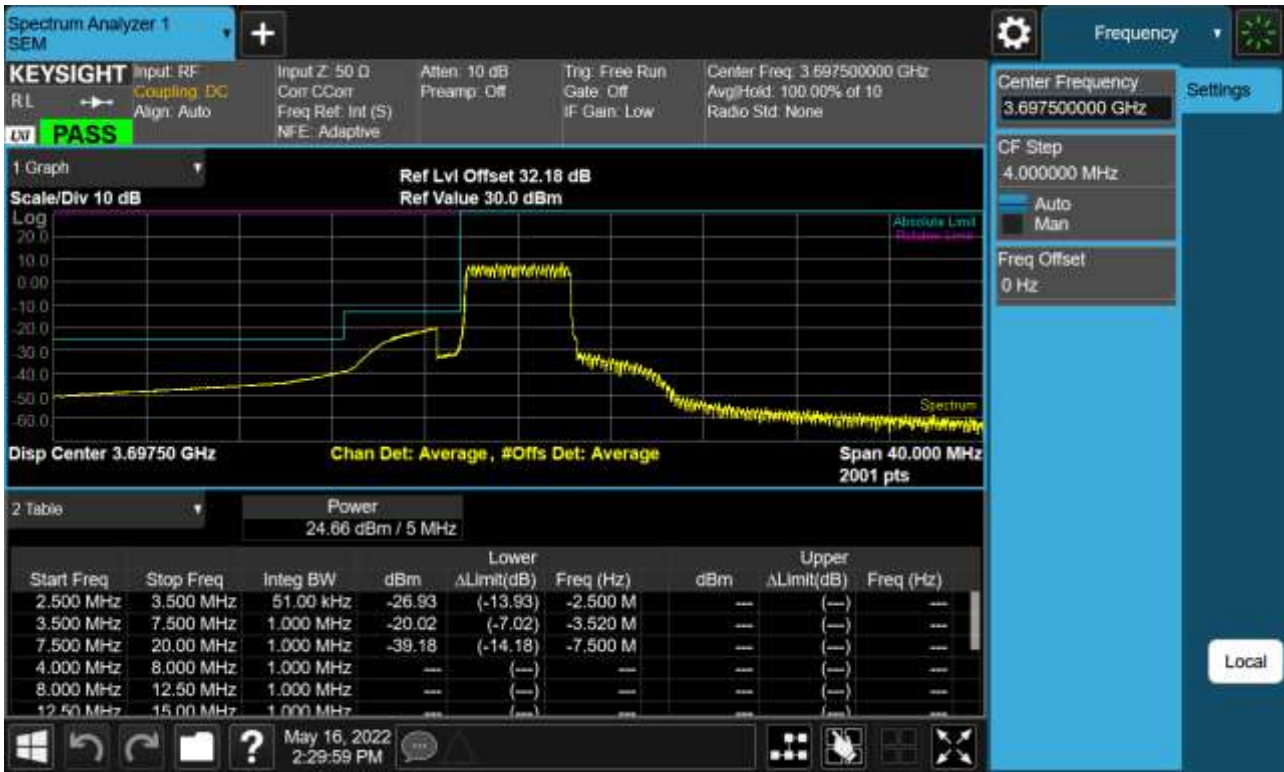 Spectrum Analyzer 1
SEM
Frequency
KEYSIGHT
RL
LXI
PASS
Input: RF
Coupling: DC
Align: Auto
Input Z: 50 Ω
Corr CCorr
Freq Ref: Int (S)
NFE: Adaptive
Atten: 10 dB
Preamp: Off
Trig: Free Run
Gate: Off
IF Gain: Low
Center Freq: 3.697500000 GHz
Avg|Hold: 100.00% of 10
Radio Std: None
Center Frequency
3.697500000 GHz
Settings
CF Step
4.000000 MHz
Auto
Man
Freq Offset
0 Hz
1 Graph
Ref Lvl Offset 32.18 dB
Scale/Div 10 dB
Ref Value 30.0 dBm
Log
Absolute Limit
Relative Limit
20.0
10.0
0.00
-10.0
-20.0
-30.0
-40.0
-50.0
-60.0
Spectrum
Disp Center 3.69750 GHz
Chan Det: Average, #Offs Det: Average
Span 40.000 MHz
2001 pts
2 Table
Power
24.66 dBm / 5 MHz
Lower Upper
Start Freq Stop Freq Integ BW dBm ΔLimit(dB) Freq (Hz) dBm ΔLimit(dB) Freq (Hz)
2.500 MHz 3.500 MHz 51.00 kHz -26.93 (-13.93) -2.500 M --- (---) ---
3.500 MHz 7.500 MHz 1.000 MHz -20.02 (-7.02) -3.520 M --- (---) ---
7.500 MHz 20.00 MHz 1.000 MHz -39.18 (-14.18) -7.500 M --- (---) ---
4.000 MHz 8.000 MHz 1.000 MHz --- (---) --- --- (---) ---
8.000 MHz 12.50 MHz 1.000 MHz --- (---) --- --- (---) ---
12.50 MHz 15.00 MHz 1.000 MHz --- (---) --- --- (---) ---
Local
?
May 16, 2022
2:29:59 PM